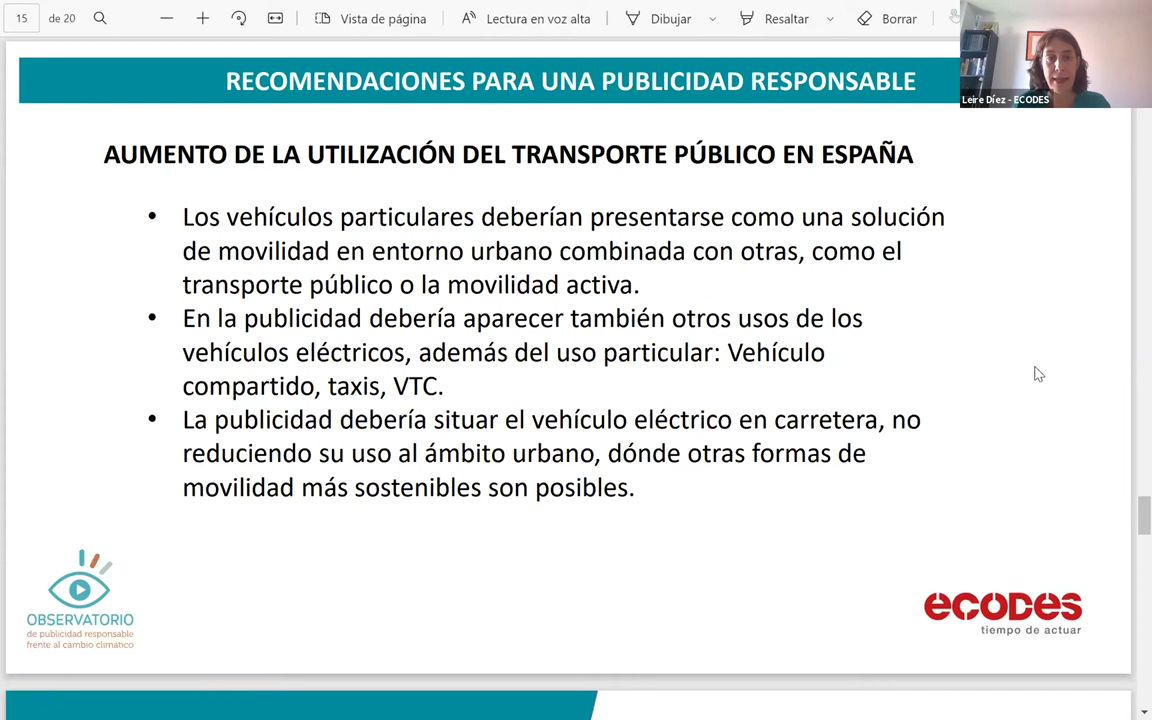 15 de 20 Vista de página Lectura en voz alta Dibujar Resaltar Borrar
RECOMENDACIONES PARA UNA PUBLICIDAD RESPONSABLE
Leire Díez - ECODES
AUMENTO DE LA UTILIZACIÓN DEL TRANSPORTE PÚBLICO EN ESPAÑA
• Los vehículos particulares deberían presentarse como una solución
de movilidad en entorno urbano combinada con otras, como el
transporte público o la movilidad activa.
• En la publicidad debería aparecer también otros usos de los
vehículos eléctricos, además del uso particular: Vehículo
compartido, taxis, VTC.
• La publicidad debería situar el vehículo eléctrico en carretera, no
reduciendo su uso al ámbito urbano, dónde otras formas de
movilidad más sostenibles son posibles.
OBSERVATORIO
de publicidad responsable
frente al cambio climático
ecodes
tiempo de actuar